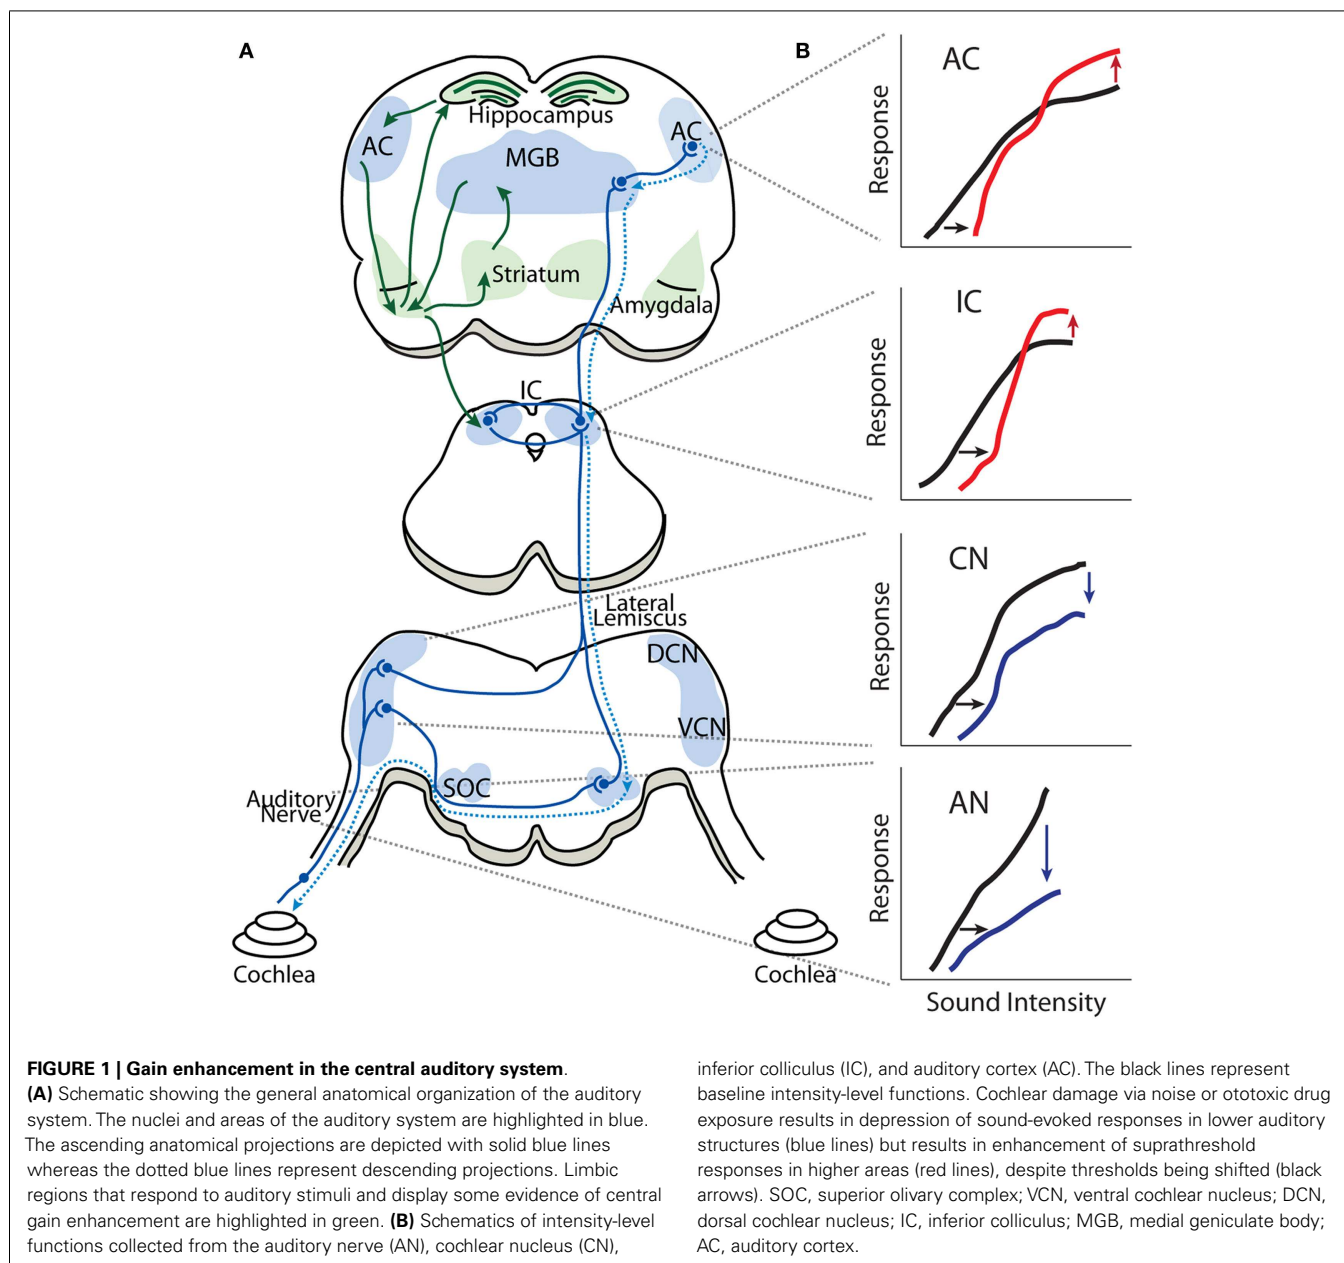 A
Hippocampus
AC
AC
MGB
Striatum
Amygdala
IC
Lateral
Lemiscus
DCN
VCN
SOC
Auditory
Nerve
Cochlea
Cochlea
B
AC
Response
IC
Response
CN
Response
AN
Response
Sound Intensity
FIGURE 1 | Gain enhancement in the central auditory system.
(A) Schematic showing the general anatomical organization of the auditory
system. The nuclei and areas of the auditory system are highlighted in blue.
The ascending anatomical projections are depicted with solid blue lines
whereas the dotted blue lines represent descending projections. Limbic
regions that respond to auditory stimuli and display some evidence of central
gain enhancement are highlighted in green. (B) Schematics of intensity-level
functions collected from the auditory nerve (AN), cochlear nucleus (CN),
inferior colliculus (IC), and auditory cortex (AC). The black lines represent
baseline intensity-level functions. Cochlear damage via noise or ototoxic drug
exposure results in depression of sound-evoked responses in lower auditory
structures (blue lines) but results in enhancement of suprathreshold
responses in higher areas (red lines), despite thresholds being shifted (black
arrows). SOC, superior olivary complex; VCN, ventral cochlear nucleus; DCN,
dorsal cochlear nucleus; IC, inferior colliculus; MGB, medial geniculate body;
AC, auditory cortex.